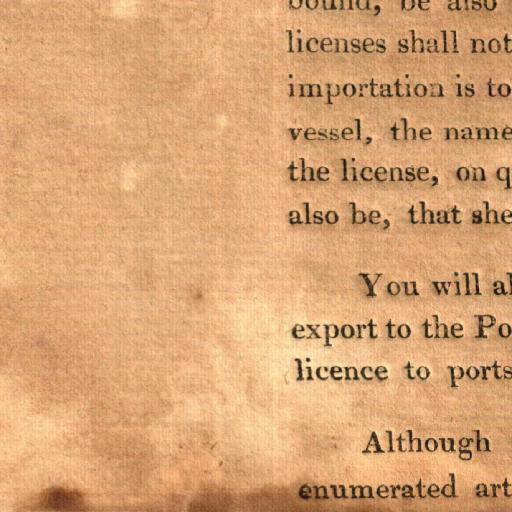 bound, be also
licenses shall not
importation is to
vessel, the name
the license, on q
also be, that she
You will al
export to the Po
licence to ports
Although
enumerated art